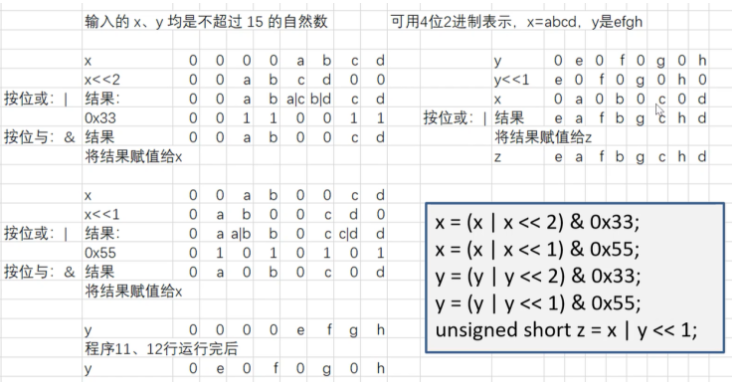 输入的 x、y 均是不超过 15 的自然数 可用4位2进制表示，x=abcd，y是efgh
x 0 0 0 0 a b c d
x<<2 0 0 a b c d 0 0
按位或：| 结果： 0 0 a b a|c b|d c d
0x33 0 0 1 1 0 0 1 1
按位与：& 结果 0 0 a b 0 0 c d
将结果赋值给x
x 0 0 a b 0 0 c d
x<<1 0 a b 0 0 c d 0
按位或：| 结果： 0 a a|b b 0 c c|d d
0x55 0 1 0 1 0 1 0 1
按位与：& 结果 0 a 0 b 0 c 0 d
将结果赋值给x
y 0 0 0 0 e f g h
程序11、12行运行完后
y 0 e 0 f 0 g 0 h
y 0 e 0 f 0 g 0 h
y<<1 e 0 f 0 g 0 h 0
x 0 a 0 b 0 c 0 d
按位或：| 结果 e a f b g c h d
将结果赋值给z
z e a f b g c h d
x = (x | x << 2) & 0x33;
x = (x | x << 1) & 0x55;
y = (y | y << 2) & 0x33;
y = (y | y << 1) & 0x55;
unsigned short z = x | y << 1;